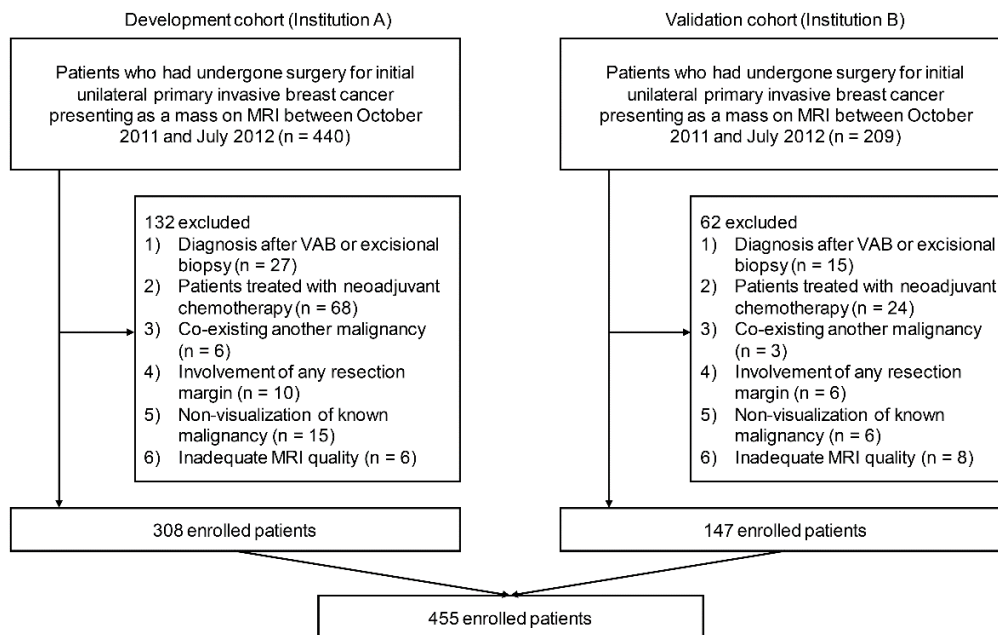 Development cohort (Institution A)
Patients who had undergone surgery for initial
unilateral primary invasive breast cancer
presenting as a mass on MRI between October
2011 and July 2012 (n = 440)
132 excluded
1) Diagnosis after VAB or excisional
biopsy (n = 27)
2) Patients treated with neoadjuvant
chemotherapy (n = 68)
3) Co-existing another malignancy
(n = 6)
4) Involvement of any resection
margin (n = 10)
5) Non-visualization of known
malignancy (n = 15)
6) Inadequate MRI quality (n = 6)
308 enrolled patients
Validation cohort (Institution B)
Patients who had undergone surgery for initial
unilateral primary invasive breast cancer
presenting as a mass on MRI between October
2011 and July 2012 (n = 209)
62 excluded
1) Diagnosis after VAB or excisional
biopsy (n = 15)
2) Patients treated with neoadjuvant
chemotherapy (n = 24)
3) Co-existing another malignancy
(n = 3)
4) Involvement of any resection
margin (n = 6)
5) Non-visualization of known
malignancy (n = 6)
6) Inadequate MRI quality (n = 8)
147 enrolled patients
455 enrolled patients